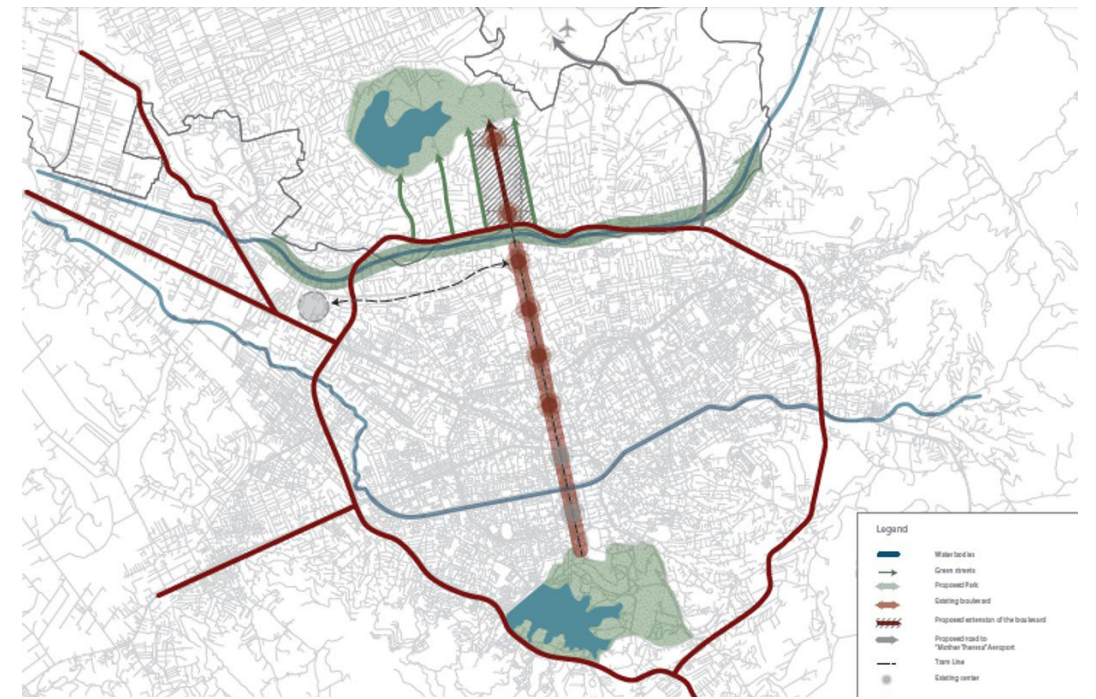 Legend
Water bodies
Green streets
Proposed Park
Existing boulevard
Proposed extension of the boulevard
Proposed road to
"Mother Theresa" Aeroport
Tram Line
Existing center